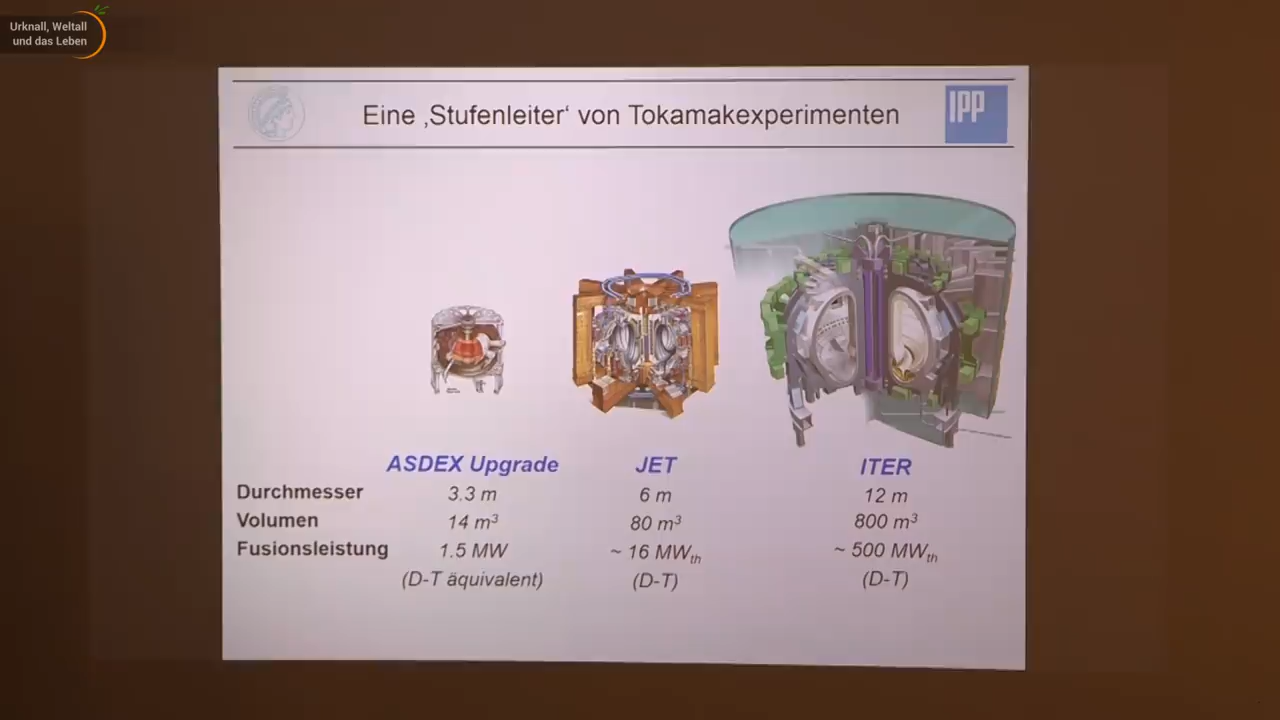 Urknall, Weltall
und das Leben
Eine ‚Stufenleiter‘ von Tokamakexperimenten
IPP
ASDEX Upgrade JET ITER
Durchmesser 3.3 m 6 m 12 m
Volumen 14 m³ 80 m³ 800 m³
Fusionsleistung 1.5 MW ~ 16 MWth ~ 500 MWth
(D-T äquivalent) (D-T) (D-T)